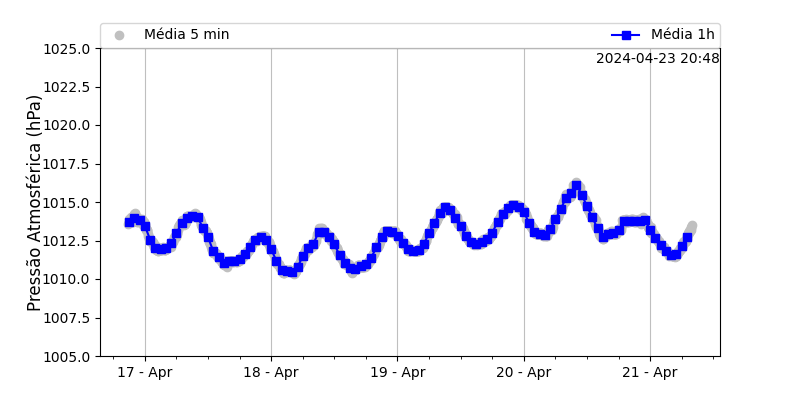 Média 5 min
Média 1h
2024-04-23 20:48
Pressão Atmosférica (hPa)
1025.0
1022.5
1020.0
1017.5
1015.0
1012.5
1010.0
1007.5
1005.0
17 - Apr
18 - Apr
19 - Apr
20 - Apr
21 - Apr